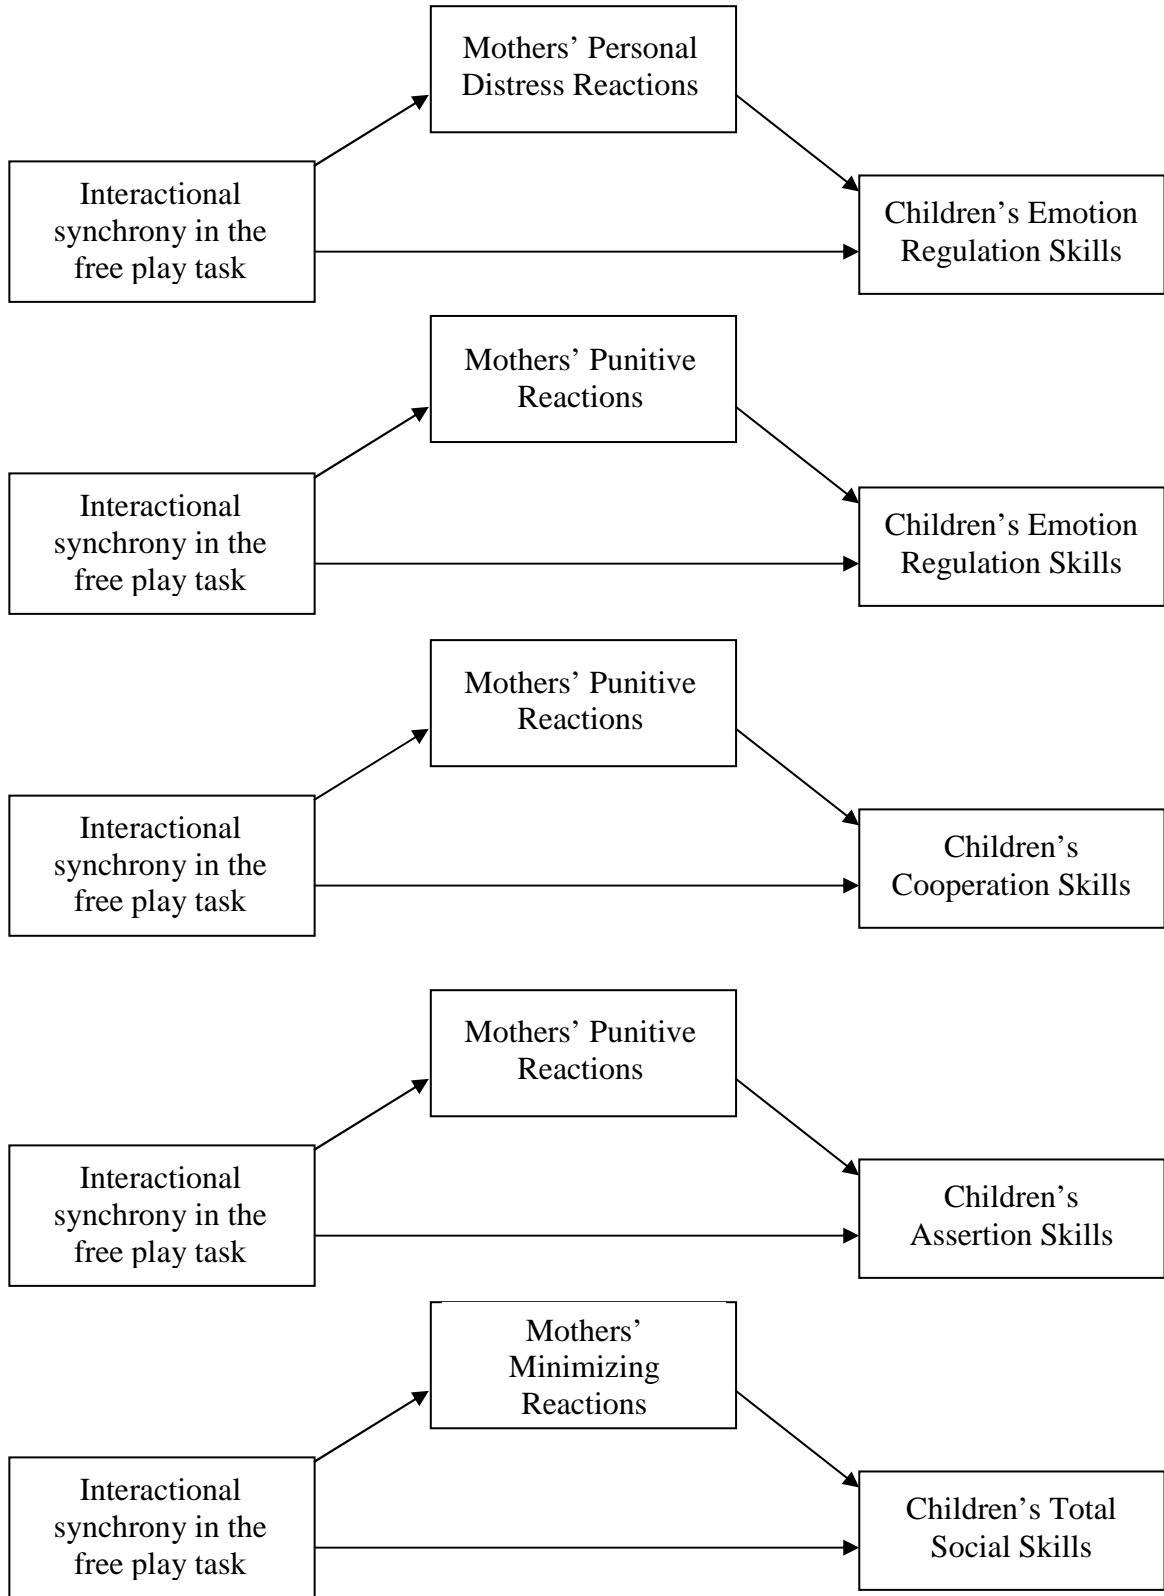 Mothers’ Personal
Distress Reactions
Interactional
synchrony in the
free play task
Children’s Emotion
Regulation Skills
Mothers’ Punitive
Reactions
Interactional
synchrony in the
free play task
Children’s Emotion
Regulation Skills
Mothers’ Punitive
Reactions
Interactional
synchrony in the
free play task
Children’s
Cooperation Skills
Mothers’ Punitive
Reactions
Interactional
synchrony in the
free play task
Children’s
Assertion Skills
Mothers’
Minimizing
Reactions
Interactional
synchrony in the
free play task
Children’s Total
Social Skills